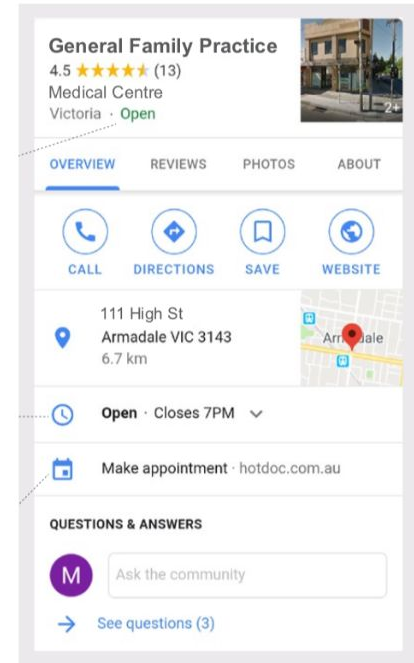 General Family Practice
4.5 ★★★★★ (13)
Medical Centre
Victoria · Open
2+
OVERVIEW REVIEWS PHOTOS ABOUT
CALL DIRECTIONS SAVE WEBSITE
111 High St
Armadale VIC 3143
6.7 km
Arm dale
Open · Closes 7PM
Make appointment · hotdoc.com.au
QUESTIONS & ANSWERS
M Ask the community
See questions (3)